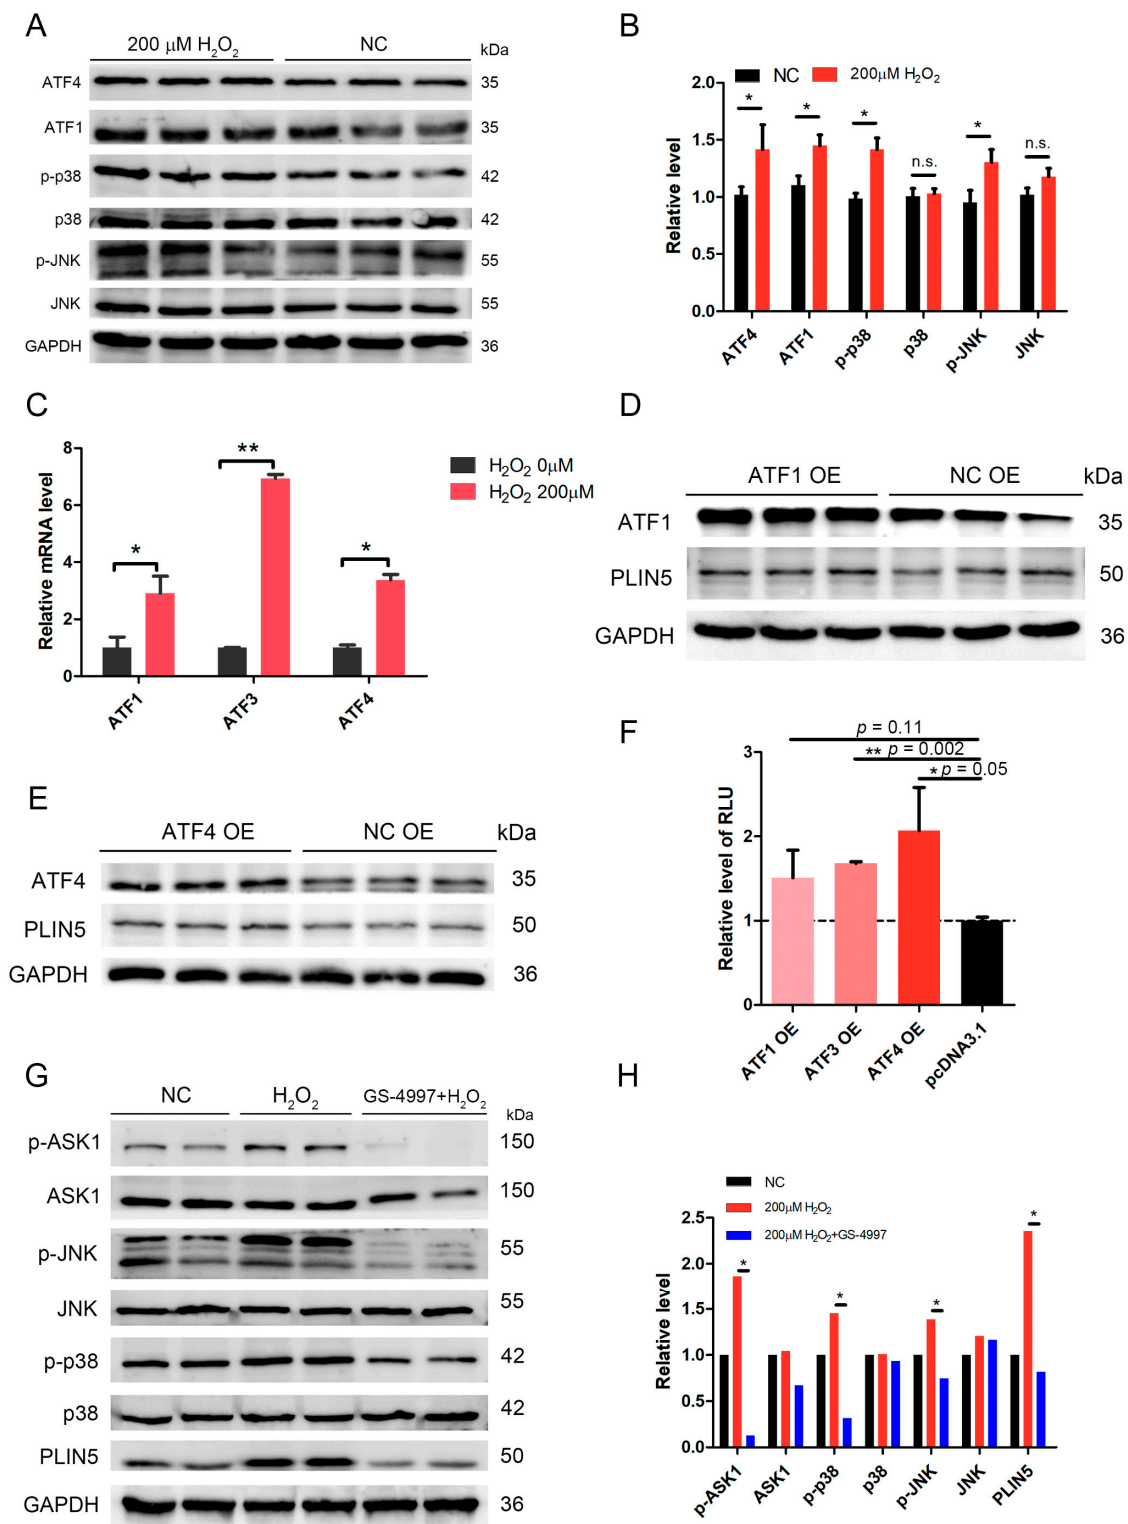 A
200 μM H₂O₂ NC kDa
ATF4 35
ATF1 35
p-p38 42
p38 42
p-JNK 55
JNK 55
GAPDH 36
B
NC 200μM H₂O₂
Relative level
2.0
1.5
1.0
0.5
0.0
* * * n.s. * n.s.
ATF4 ATF1 p-p38 p38 p-JNK JNK
C
Relative mRNA level
8
6
4
2
0
* ** *
ATF1 ATF3 ATF4
H₂O₂ 0μM
H₂O₂ 200μM
D
ATF1 OE NC OE kDa
ATF1 35
PLIN5 50
GAPDH 36
E
ATF4 OE NC OE kDa
ATF4 35
PLIN5 50
GAPDH 36
F
Relative level of RLU
3
2
1
0
p = 0.11
** p = 0.002
* p = 0.05
ATF1 OE ATF3 OE ATF4 OE pcDNA3.1
G
NC H₂O₂ GS-4997+H₂O₂ kDa
p-ASK1 150
ASK1 150
p-JNK 55
JNK 55
p-p38 42
p38 42
PLIN5 50
GAPDH 36
H
NC
200μM H₂O₂
200μM H₂O₂+GS-4997
Relative level
2.5
2.0
1.5
1.0
0.5
0.0
* * * *
p-ASK1 ASK1 p-p38 p38 p-JNK JNK PLIN5